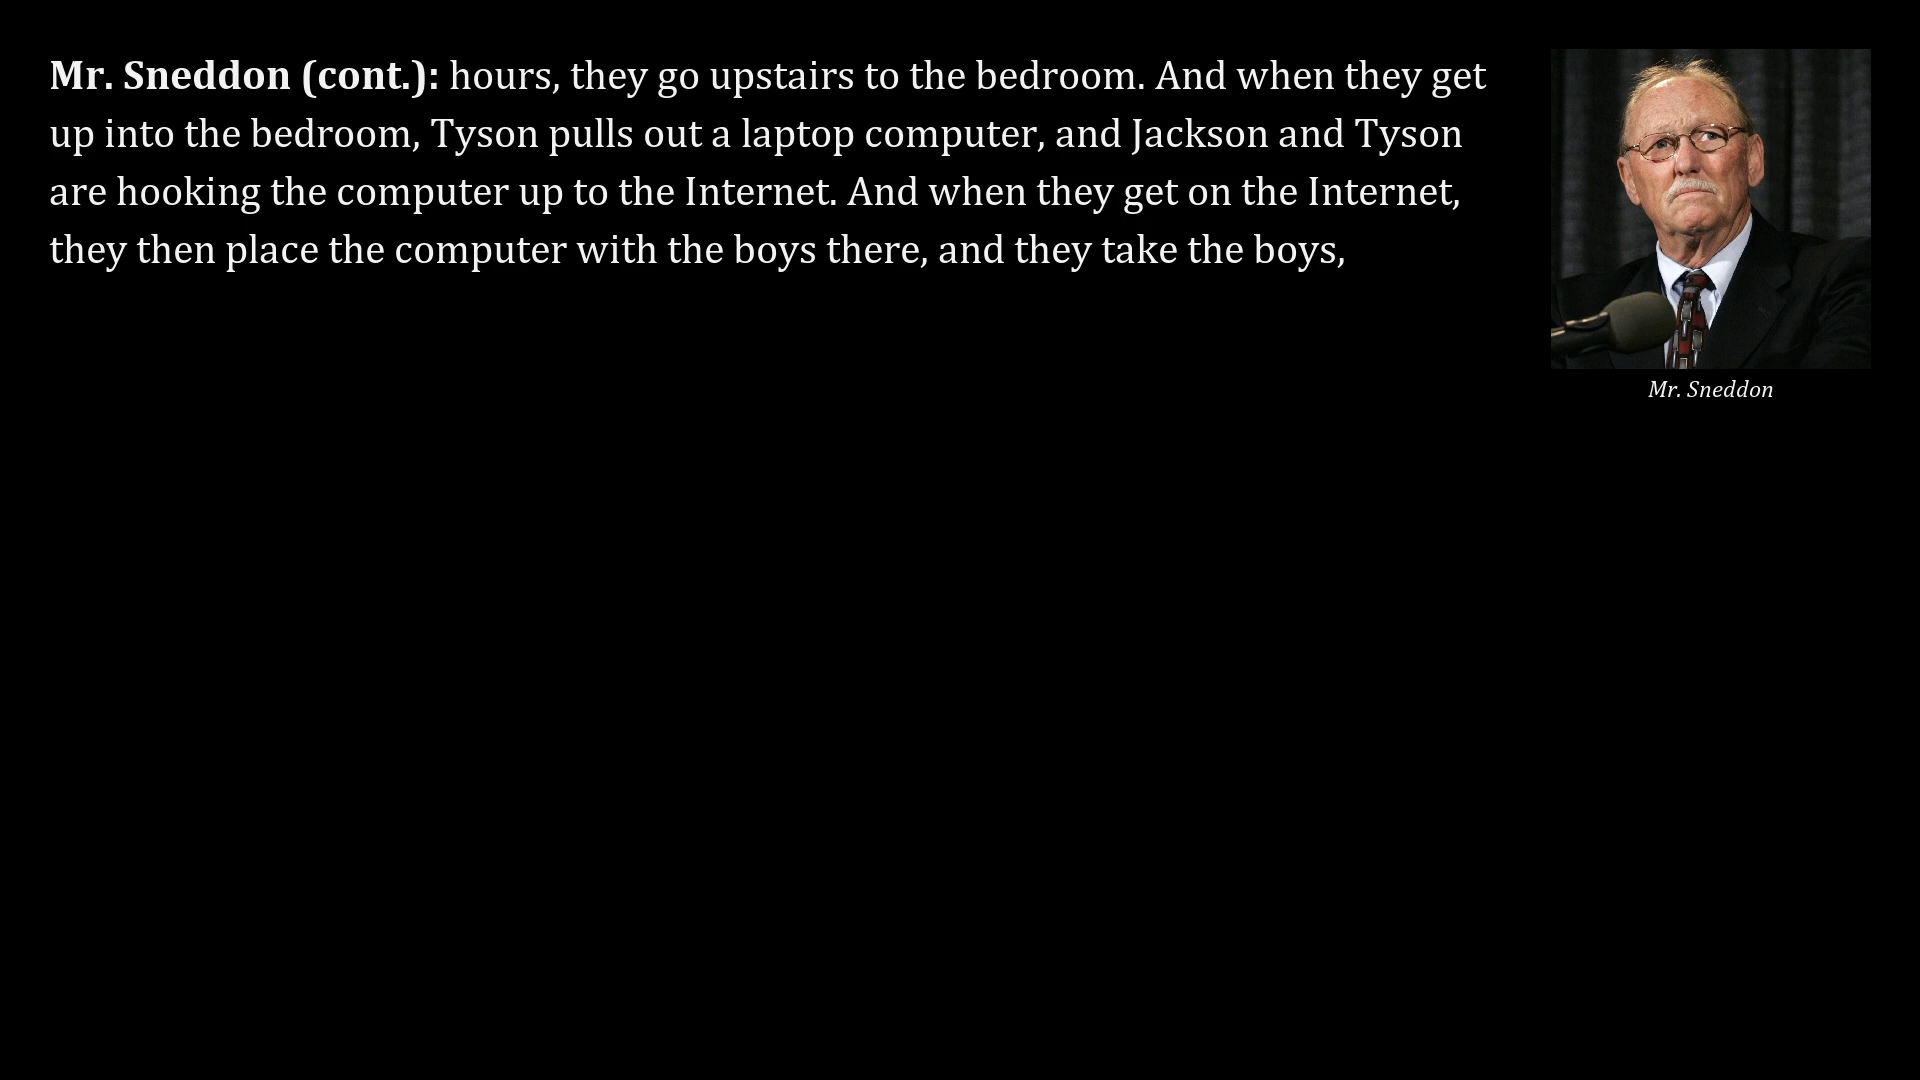 Mr. Sneddon (cont.): hours, they go upstairs to the bedroom. And when they get
up into the bedroom, Tyson pulls out a laptop computer, and Jackson and Tyson
are hooking the computer up to the Internet. And when they get on the Internet,
they then place the computer with the boys there, and they take the boys,
Mr. Sneddon